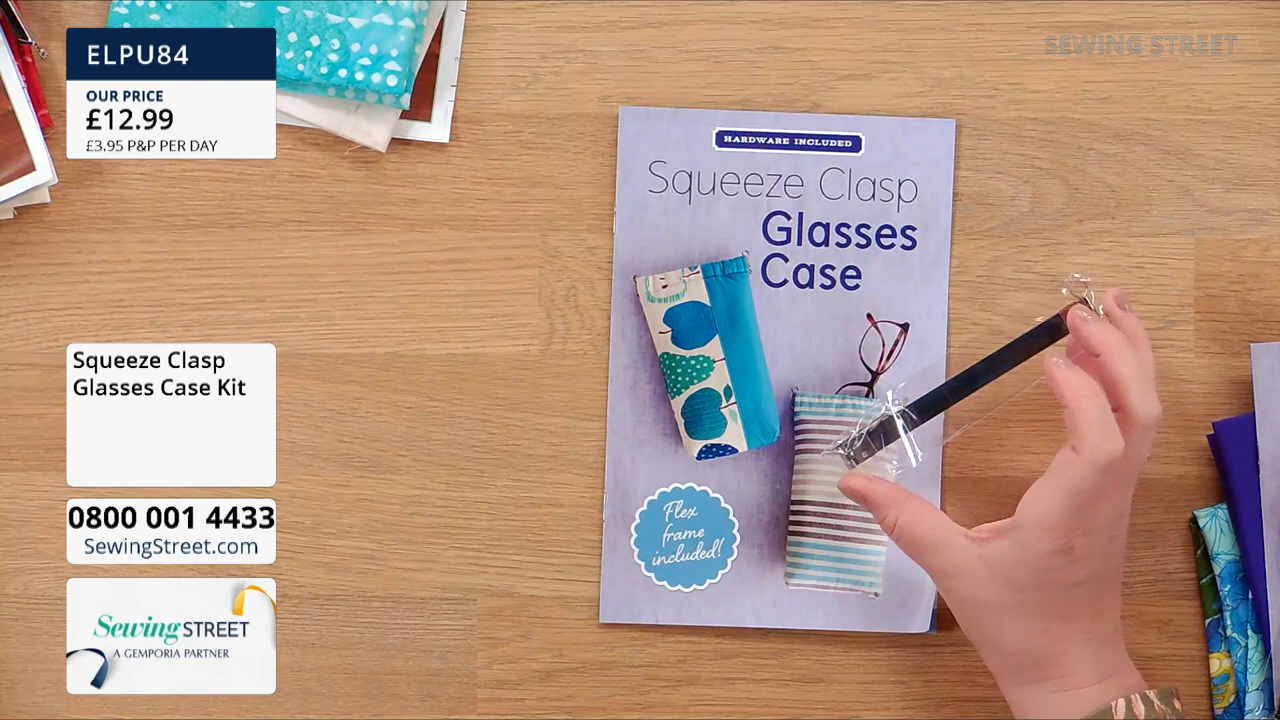 ELPU84
OUR PRICE
£12.99
£3.95 P&P PER DAY
Squeeze Clasp
Glasses Case Kit
0800 001 4433
SewingStreet.com
Sewing STREET
A GEMPORIA PARTNER
SEWING STREET
HARDWARE INCLUDED
Squeeze Clasp
Glasses
Case
Flex
frame
included!